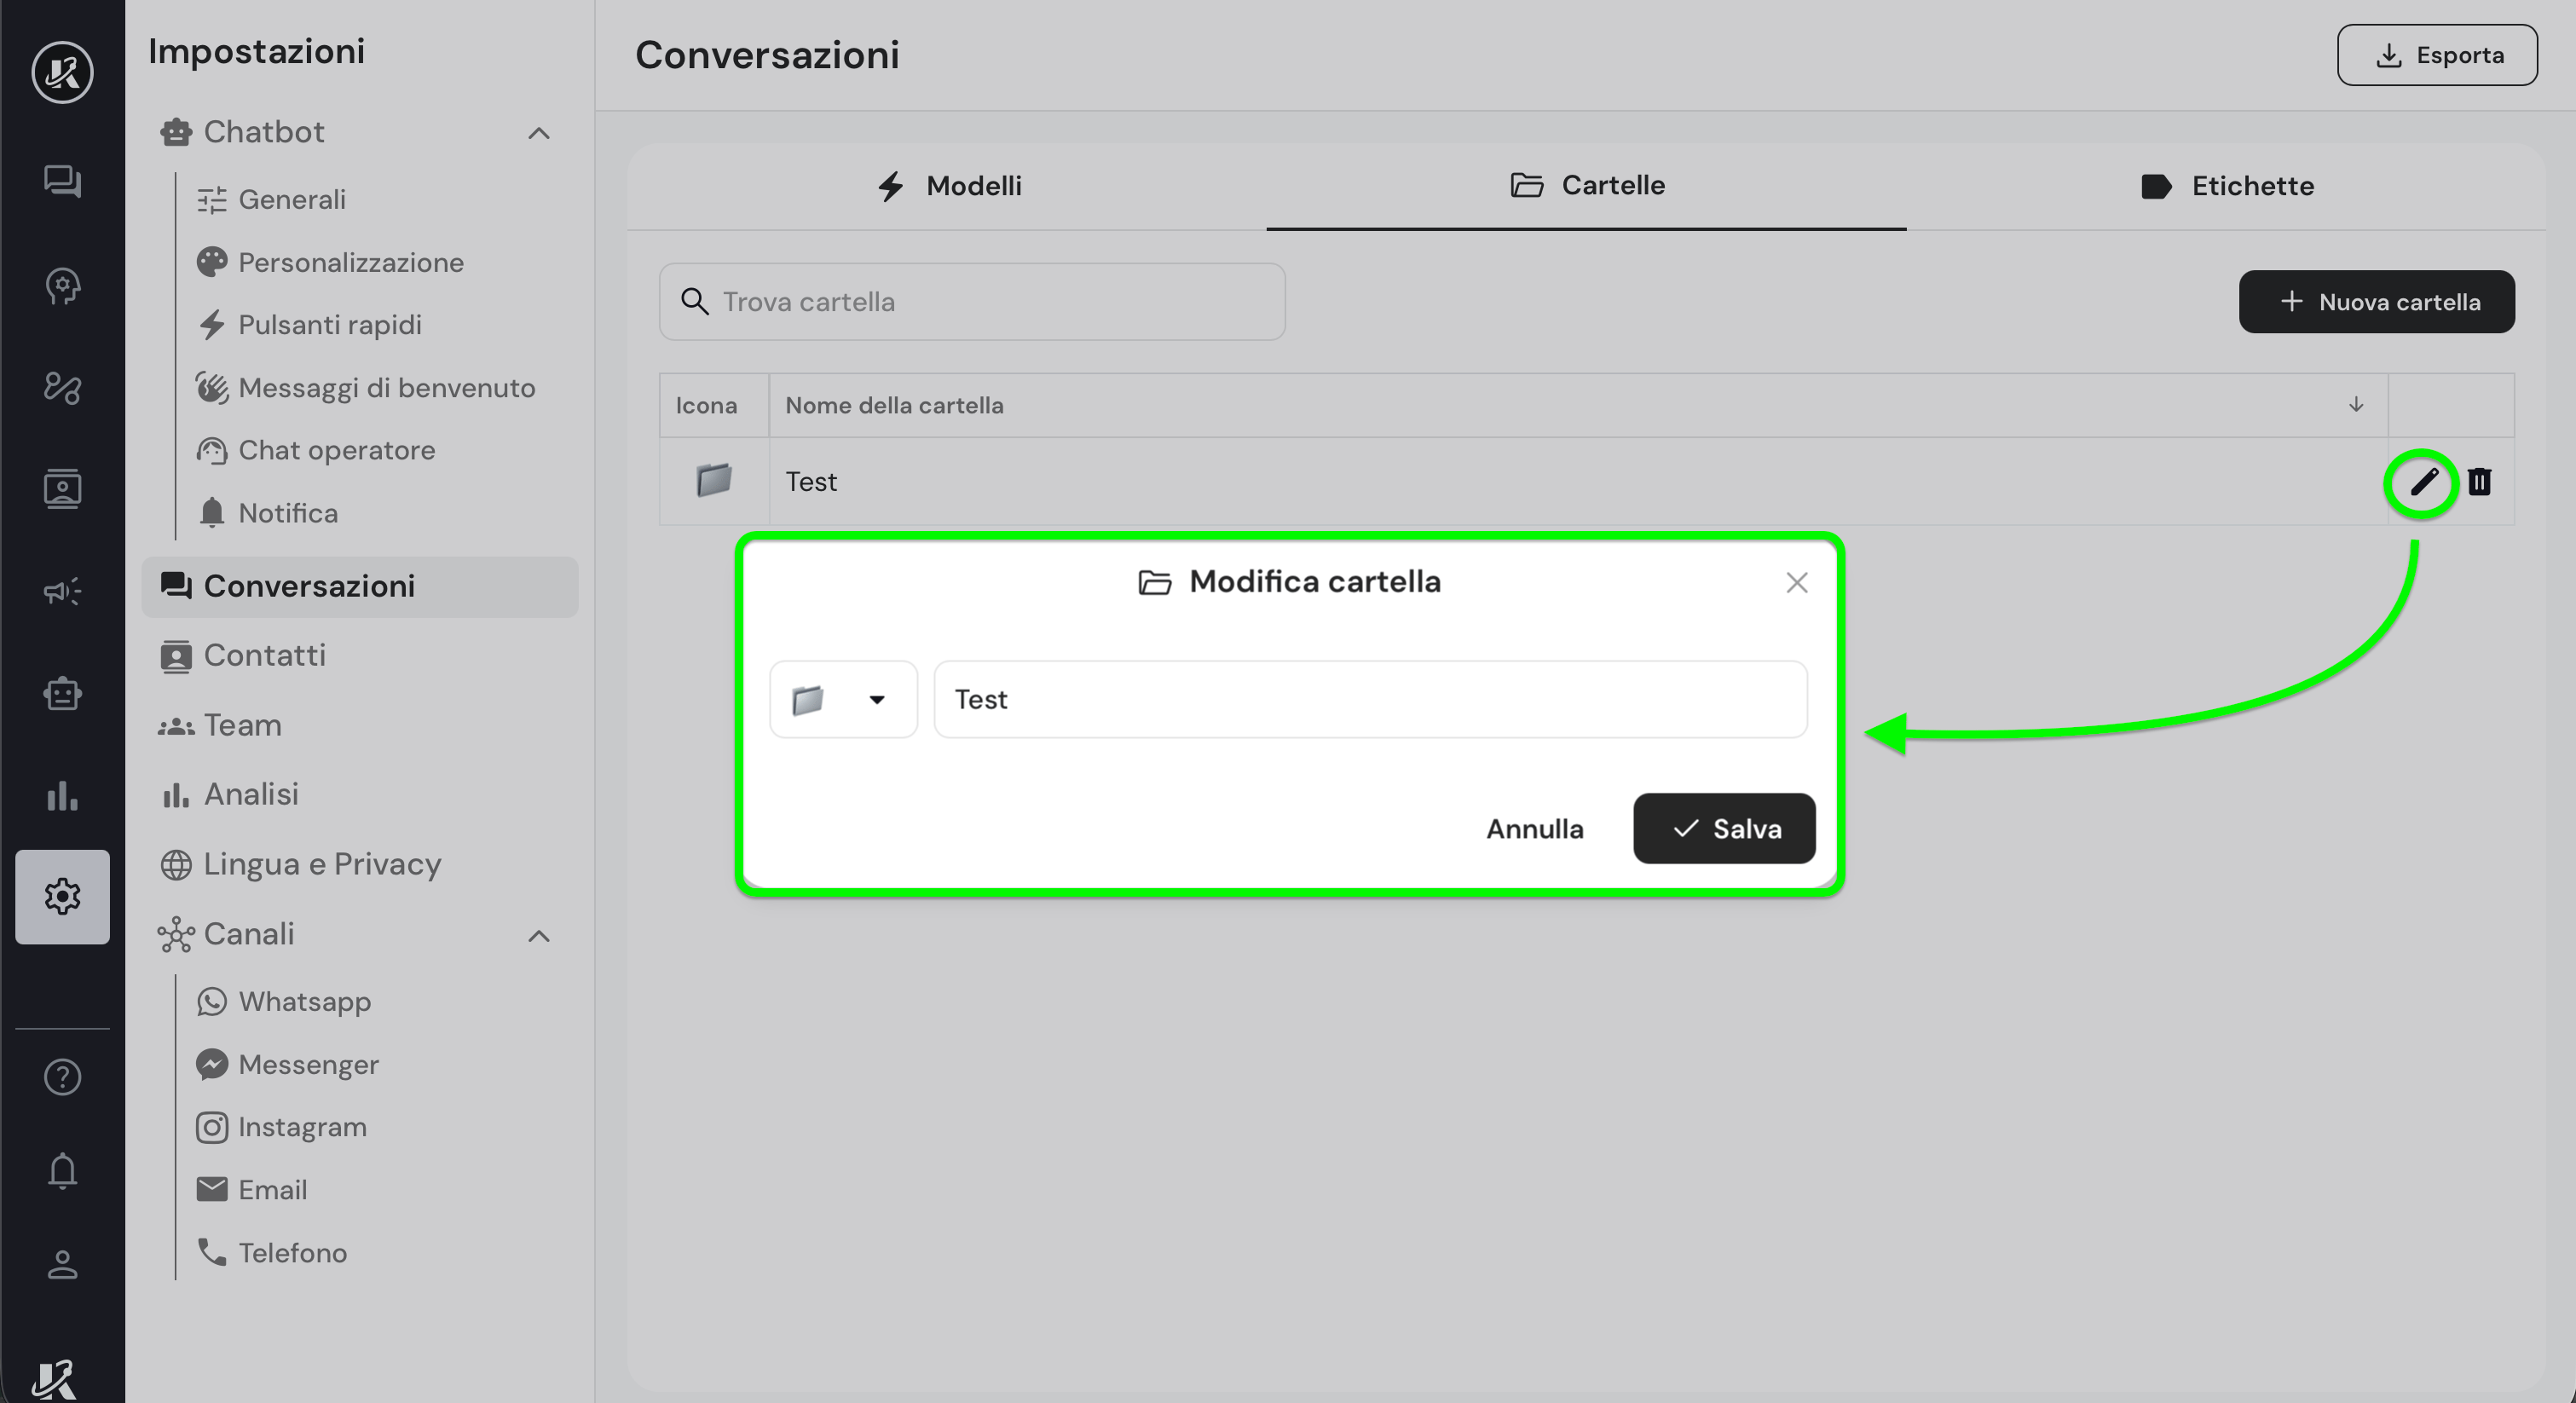 Impostazioni
Chatbot
Generali
Personalizzazione
Pulsanti rapidi
Messaggi di benvenuto
Chat operatore
Notifica
Conversazioni
Contatti
Team
Analisi
Lingua e Privacy
Canali
Whatsapp
Messenger
Instagram
Email
Telefono
Conversazioni
Esporta
Modelli
Cartelle
Etichette
Trova cartella
Nuova cartella
Icona
Nome della cartella
Test
Modifica cartella
Test
Annulla
Salva